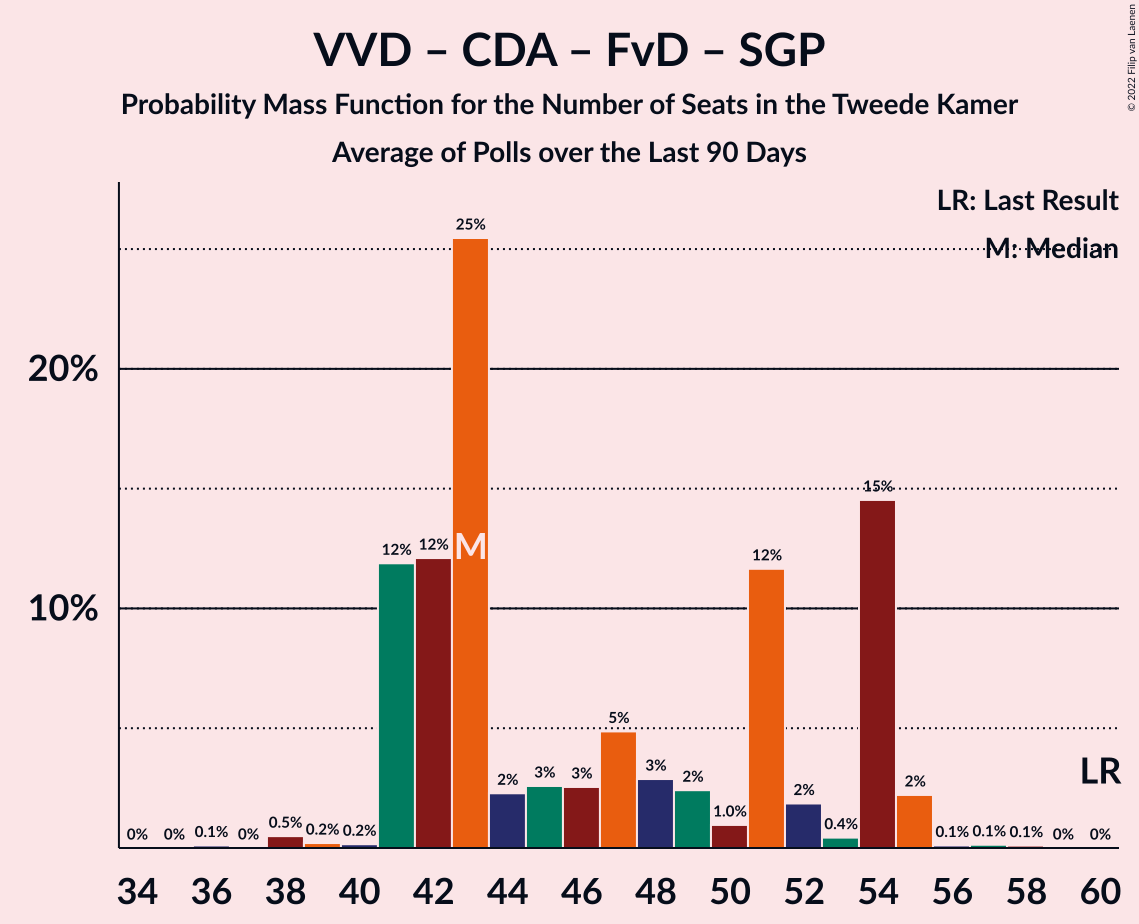 VVD – CDA – FvD – SGP
Probability Mass Function for the Number of Seats in the Tweede Kamer
Average of Polls over the Last 90 Days
© 2022 Filip van Laenen
LR: Last Result
M: Median
20%
10%
0% 0% 0.1% 0% 0.5% 0.2% 0.2% 12% 12% 25% 2% 3% 3% 5% 3% 2% 1.0% 12% 2% 0.4% 15% 2% 0.1% 0.1% 0.1% 0% 0%
M
LR
34 36 38 40 42 44 46 48 50 52 54 56 58 60